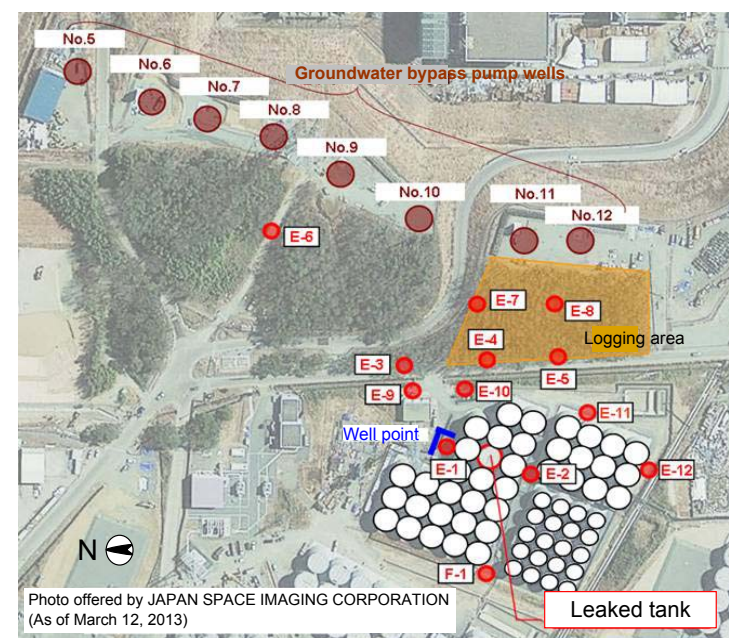 No.5
No.6
No.7
Groundwater bypass pump wells
No.8
No.9
No.10
No.11
No.12
E-6
E-7
E-8
Logging area
E-4
E-3
E-5
E-9
E-10
E-11
Well point
E-1
E-2
E-12
F-1
N
Photo offered by JAPAN SPACE IMAGING CORPORATION
(As of March 12, 2013)
Leaked tank